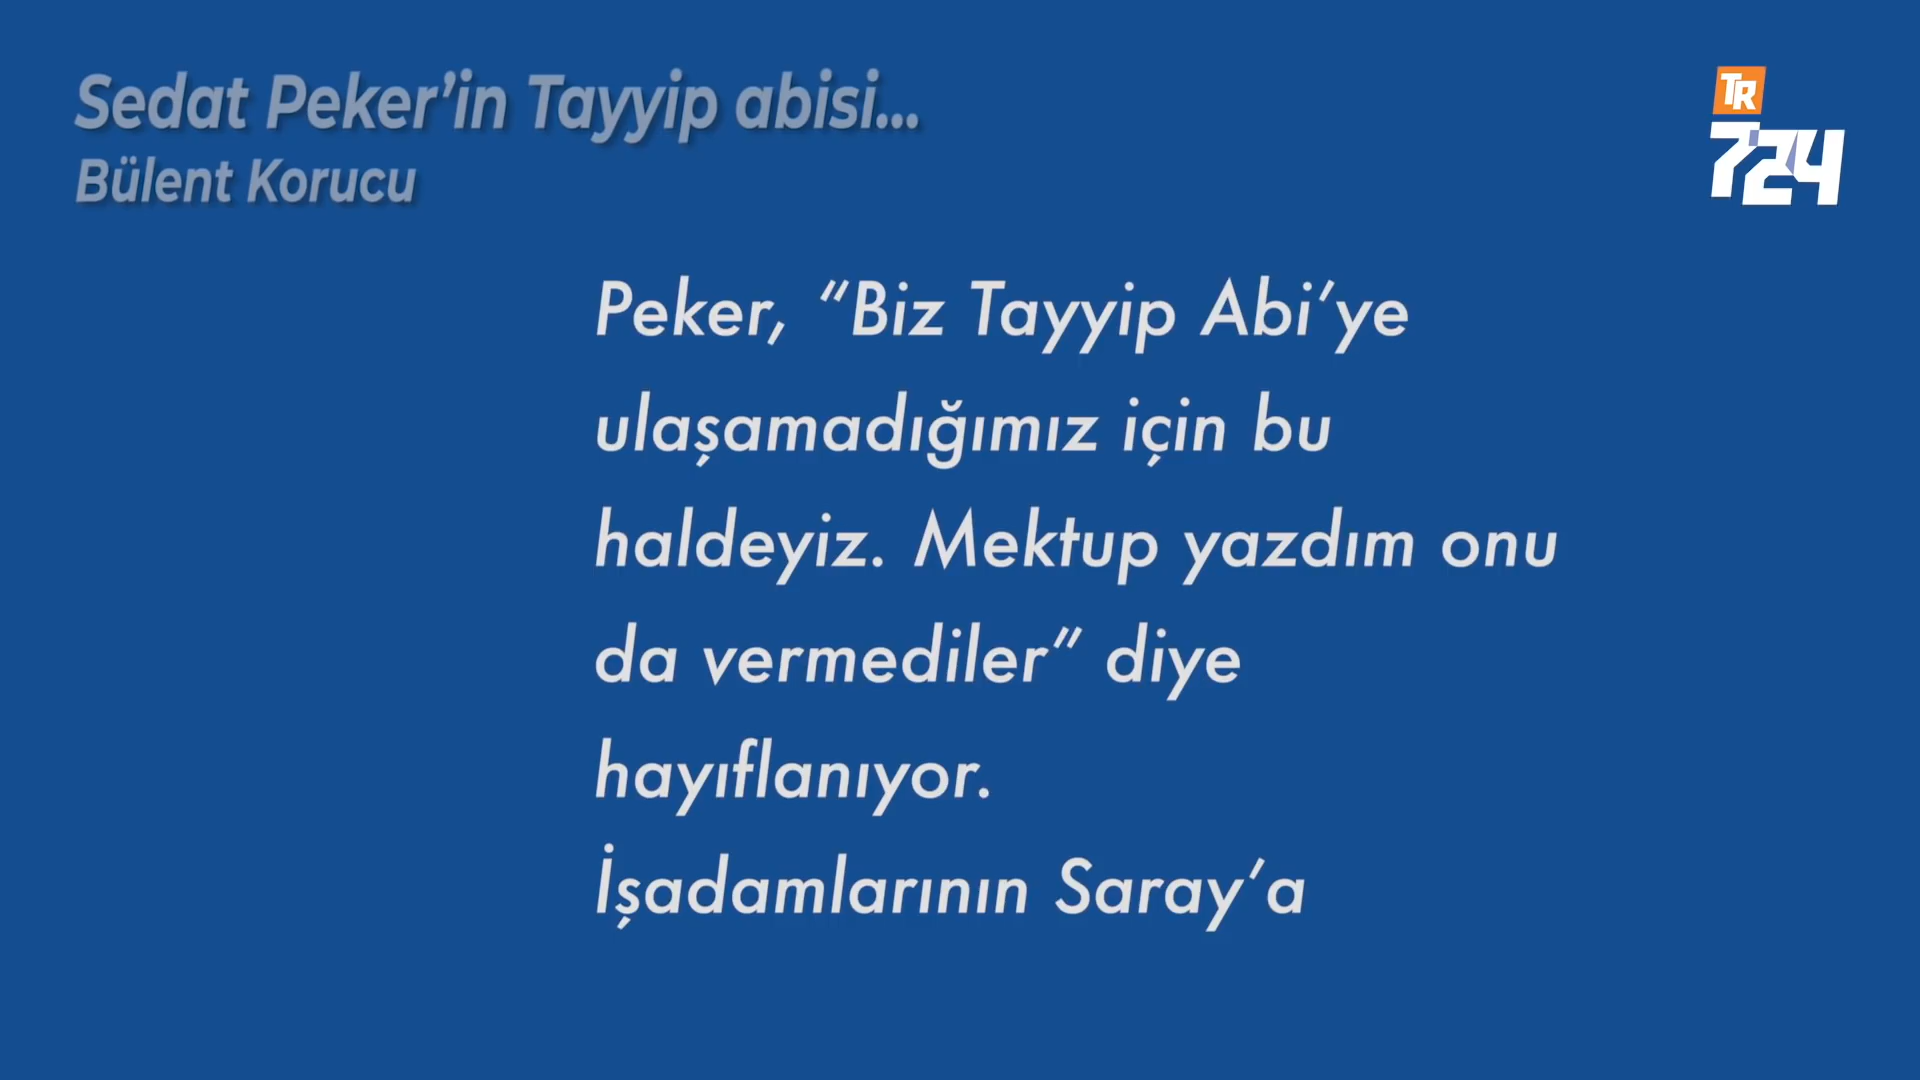 Sedat Peker’in Tayyip abisi...
Bülent Korucu
TR
724
Peker, “Biz Tayyip Abi’ye
ulaşamadığımız için bu
haldeyiz. Mektup yazdım onu
da vermediler” diye
hayıflanıyor.
İşadamlarının Saray’a